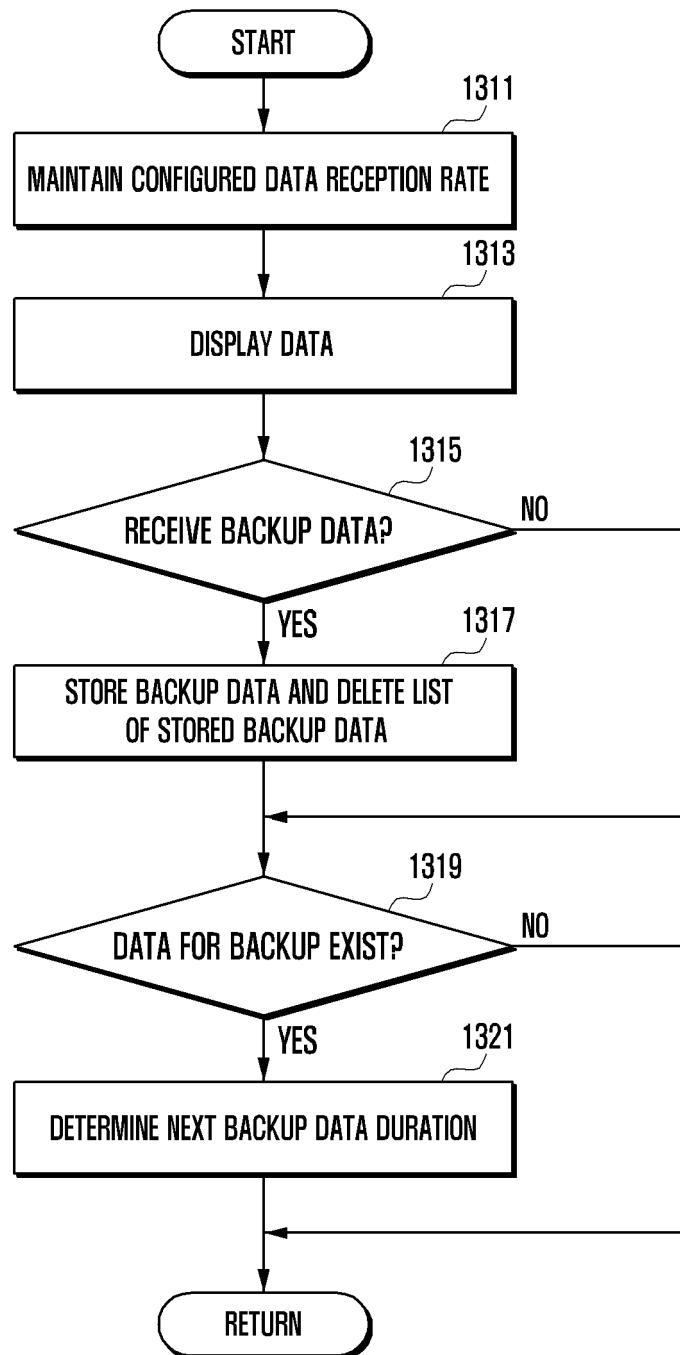 START
1311
MAINTAIN CONFIGURED DATA RECEPTION RATE
1313
DISPLAY DATA
1315
RECEIVE BACKUP DATA?
NO
YES
1317
STORE BACKUP DATA AND DELETE LIST
OF STORED BACKUP DATA
1319
DATA FOR BACKUP EXIST?
NO
YES
1321
DETERMINE NEXT BACKUP DATA DURATION
RETURN